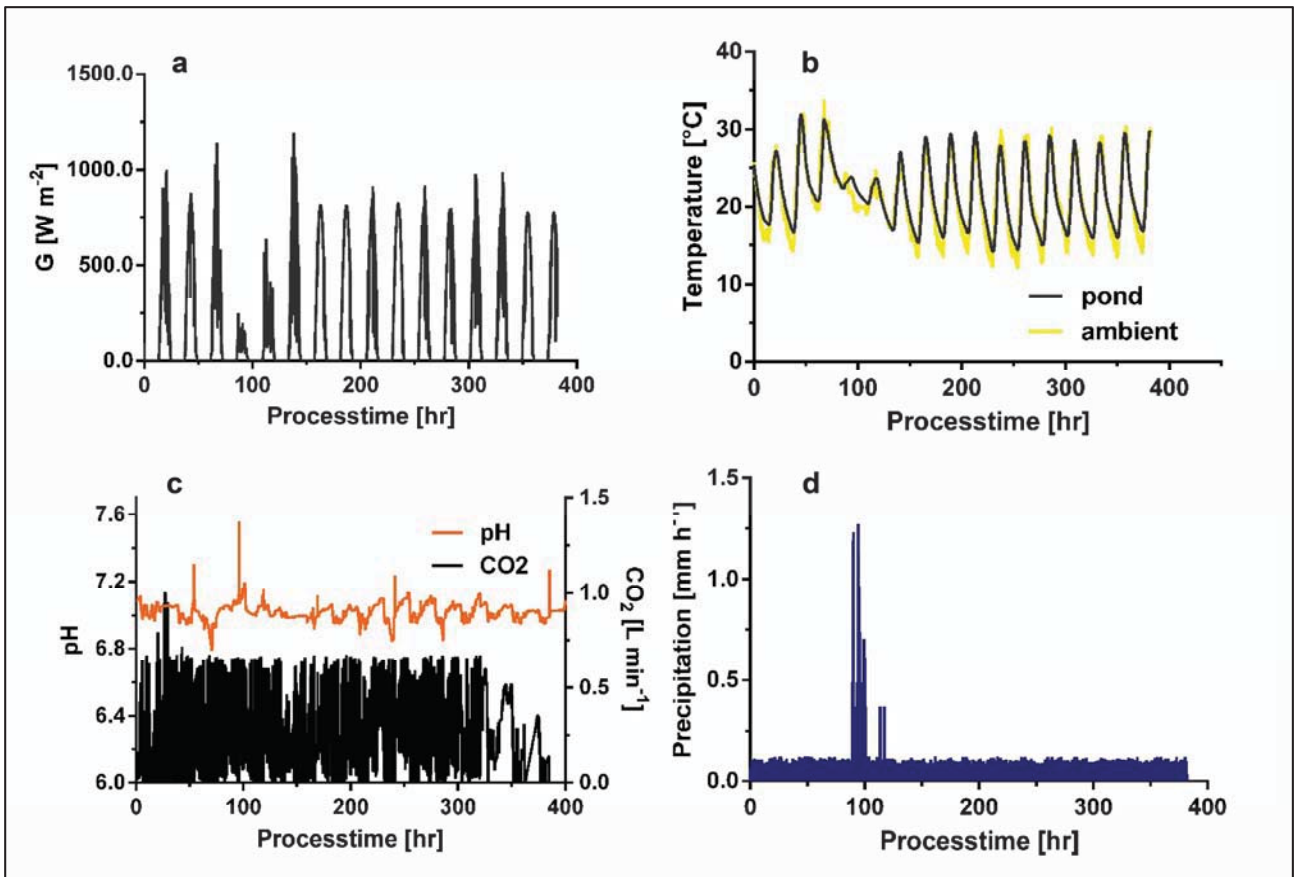 a
1500.0
1000.0
500.0
0.0
G [W m⁻²]
0 100 200 300 400
Processtime [hr]
b
40
30
20
10
0
Temperature [°C]
pond
ambient
0 100 200 300 400
Processtime [hr]
c
7.6
7.2
6.8
6.4
6.0
pH
pH
CO2
1.5
1.0
0.5
0.0
CO₂ [L min⁻¹]
0 100 200 300 400
Processtime [hr]
d
1.5
1.0
0.5
0.0
Precipitation [mm h⁻¹]
0 100 200 300 400
Processtime [hr]